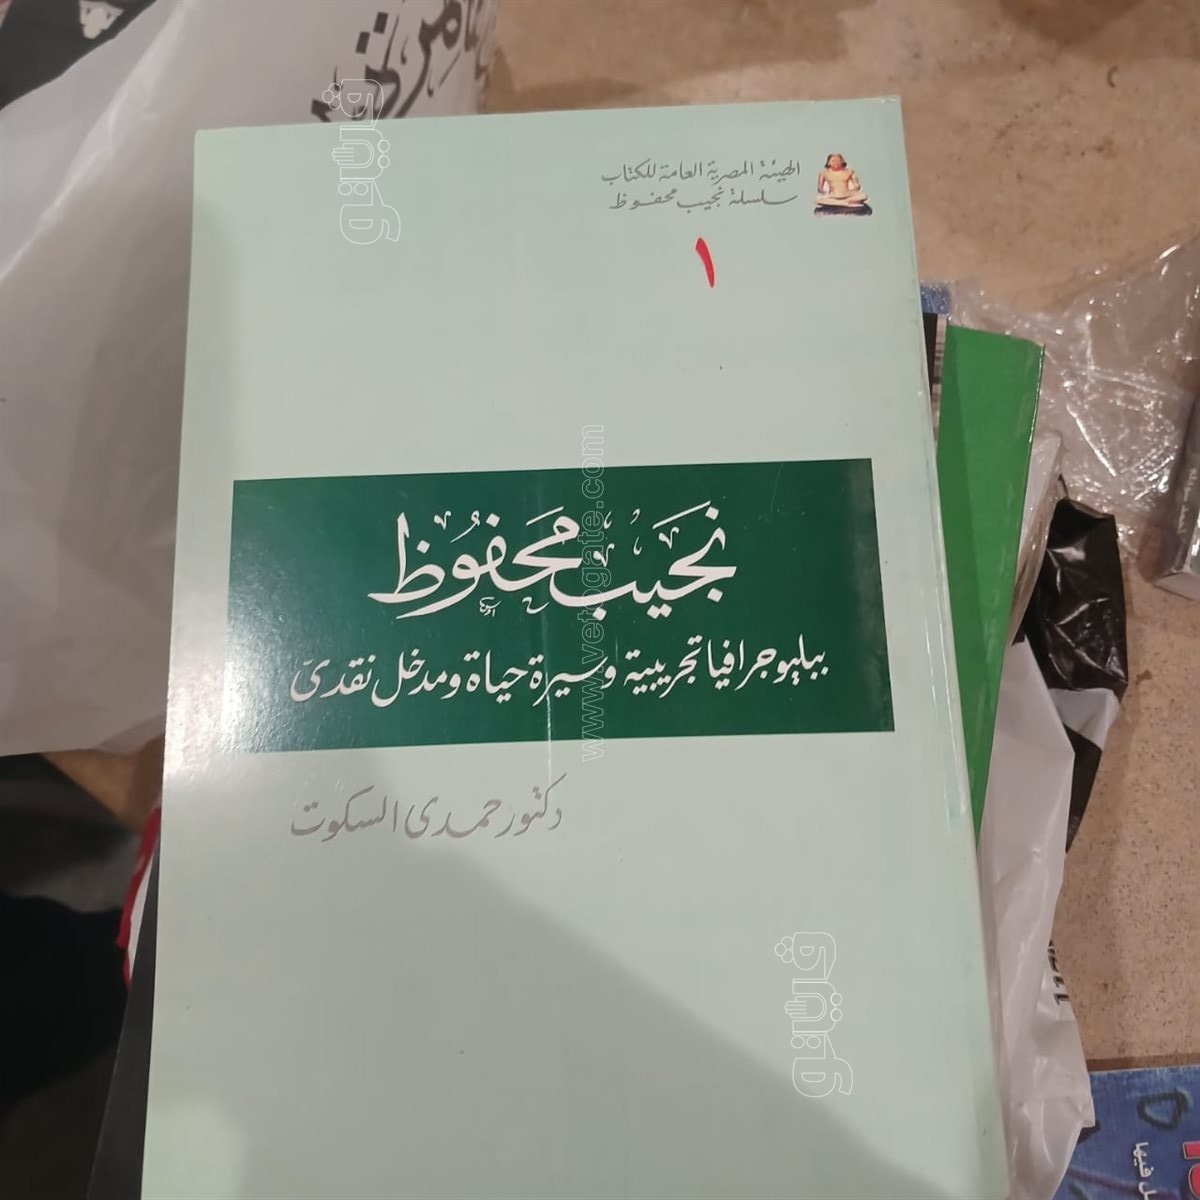 الهيئة المصرية العامة للكتاب
سلسلة نجيب محفوظ
١
نجيب محفوظ
ببليوجرافيا تجريبية وسيرة حياة ومدخل نقدى
دكتور حمدى السكوت
www.vetogate.com
فيتو
فيتو
ل فيها